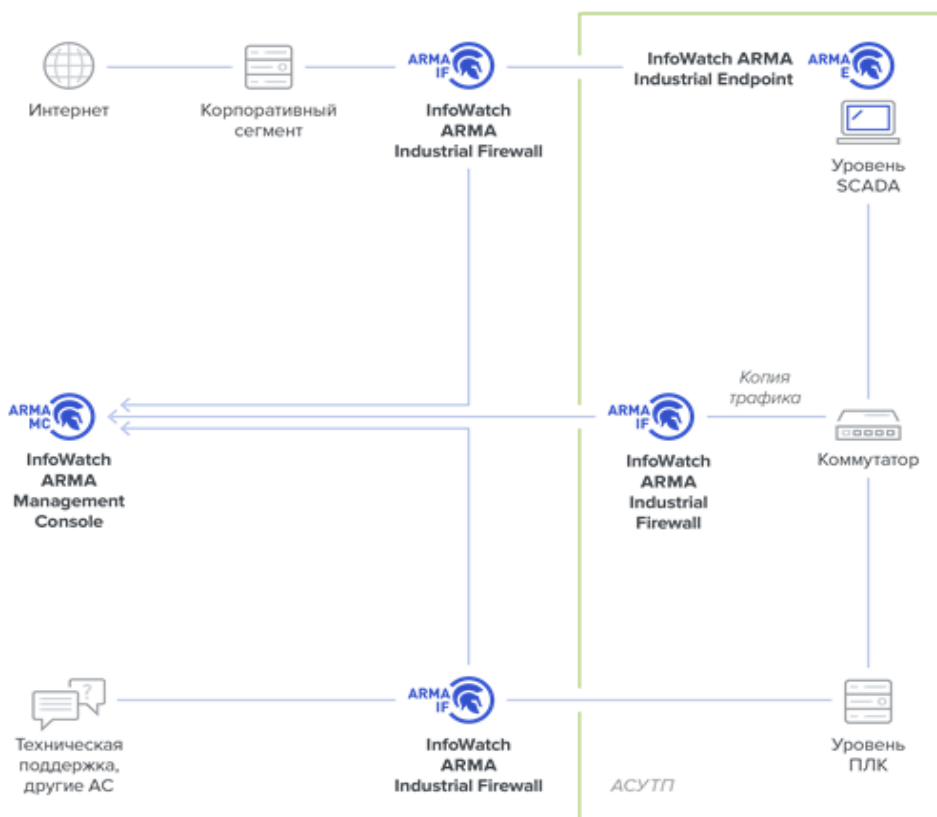 ARMA
IF
InfoWatch ARMA
Industrial Endpoint
ARMA
E
Интернет
Корпоративный
сегмент
InfoWatch
ARMA
Industrial Firewall
Уровень
SCADA
Копия
трафика
ARMA
MC
ARMA
IF
InfoWatch
ARMA
Management
Console
InfoWatch
ARMA
Industrial
Firewall
Коммутатор
?
ARMA
IF
Техническая
поддержка,
другие АС
InfoWatch
ARMA
Industrial Firewall
АСУТП
Уровень
ПЛК